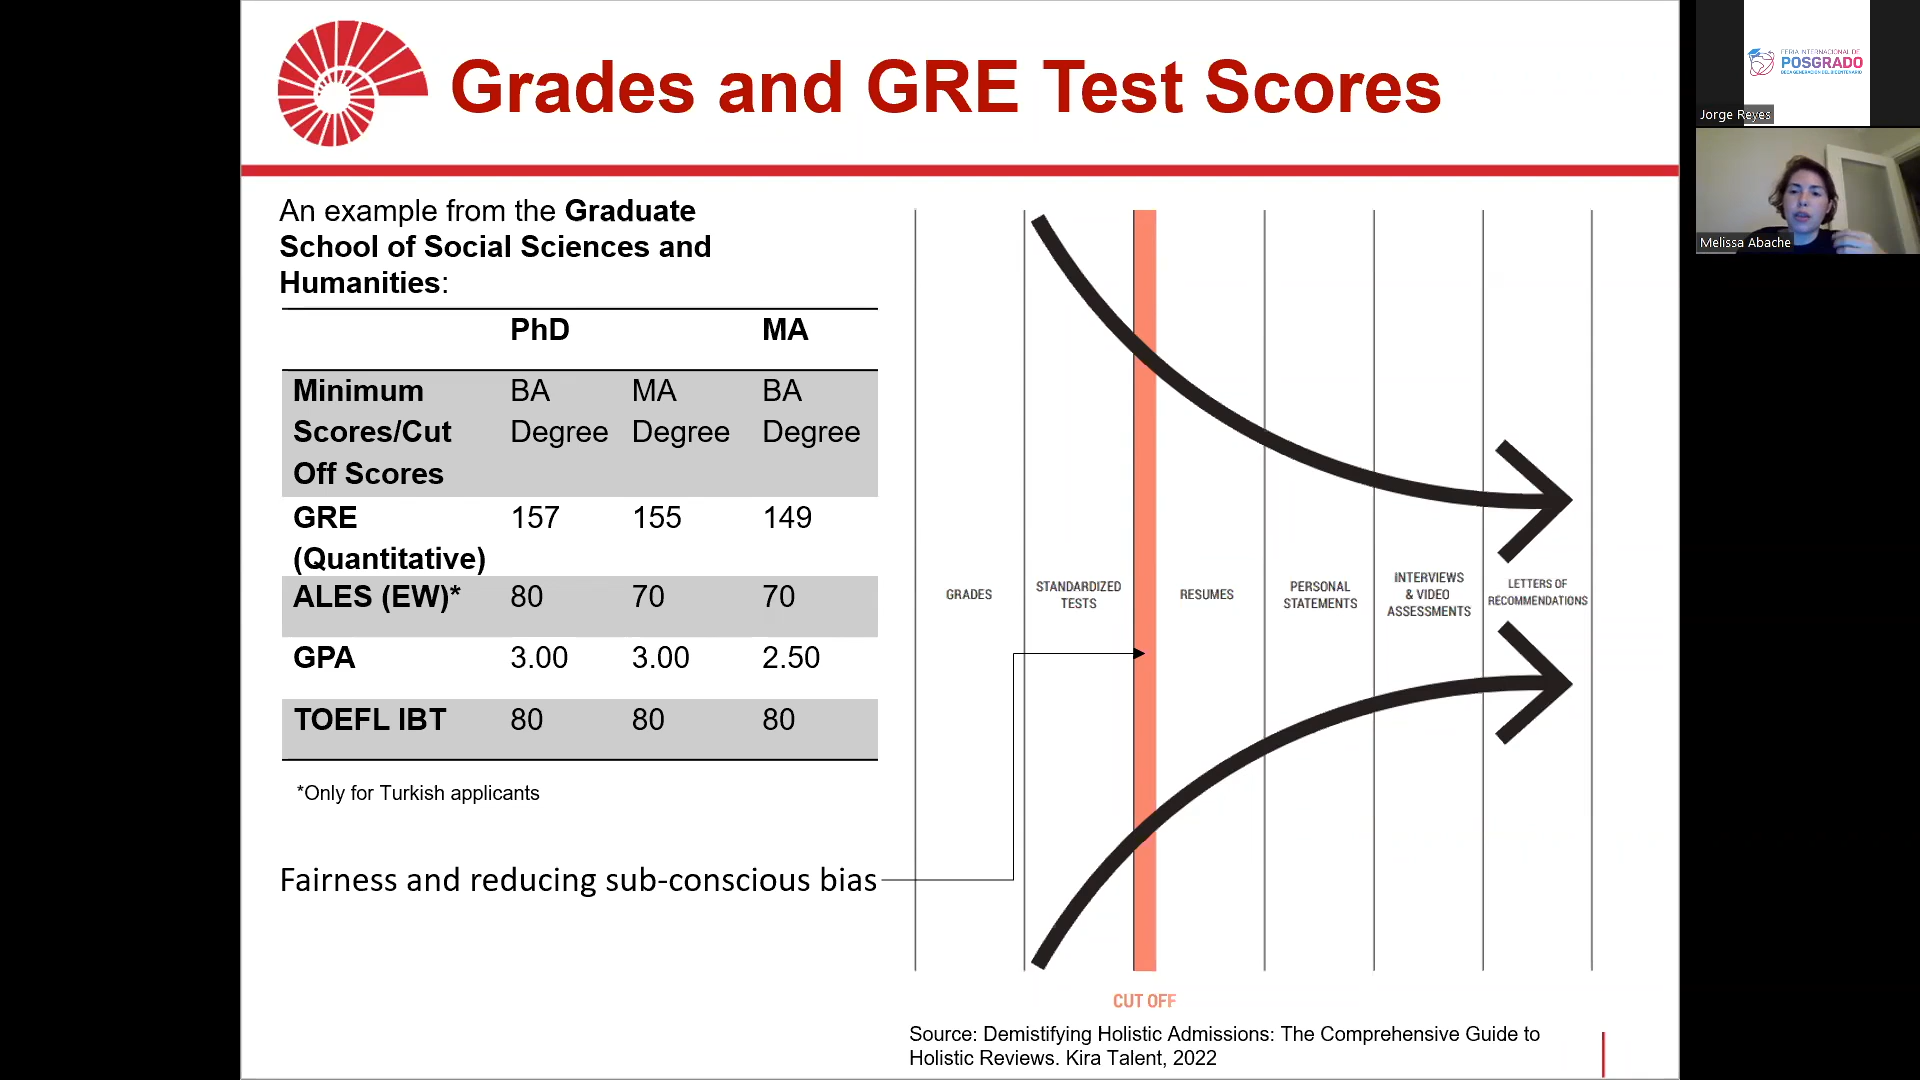 Grades and GRE Test Scores
An example from the Graduate
School of Social Sciences and
Humanities:
PhD MA
Minimum BA MA BA
Scores/Cut Degree Degree Degree
Off Scores
GRE 157 155 149
(Quantitative)
ALES (EW)* 80 70 70
GPA 3.00 3.00 2.50
TOEFL IBT 80 80 80
*Only for Turkish applicants
Fairness and reducing sub-conscious bias
GRADES
STANDARDIZED
TESTS
RESUMES
PERSONAL
STATEMENTS
INTERVIEWS
& VIDEO
ASSESSMENTS
LETTERS OF
RECOMMENDATIONS
CUT OFF
Source: Demistifying Holistic Admissions: The Comprehensive Guide to
Holistic Reviews. Kira Talent, 2022
FERIA INTERNACIONAL DE
POSGRADO
BECA GENERACIÓN DEL BICENTENARIO
Jorge Reyes
Melissa Abache